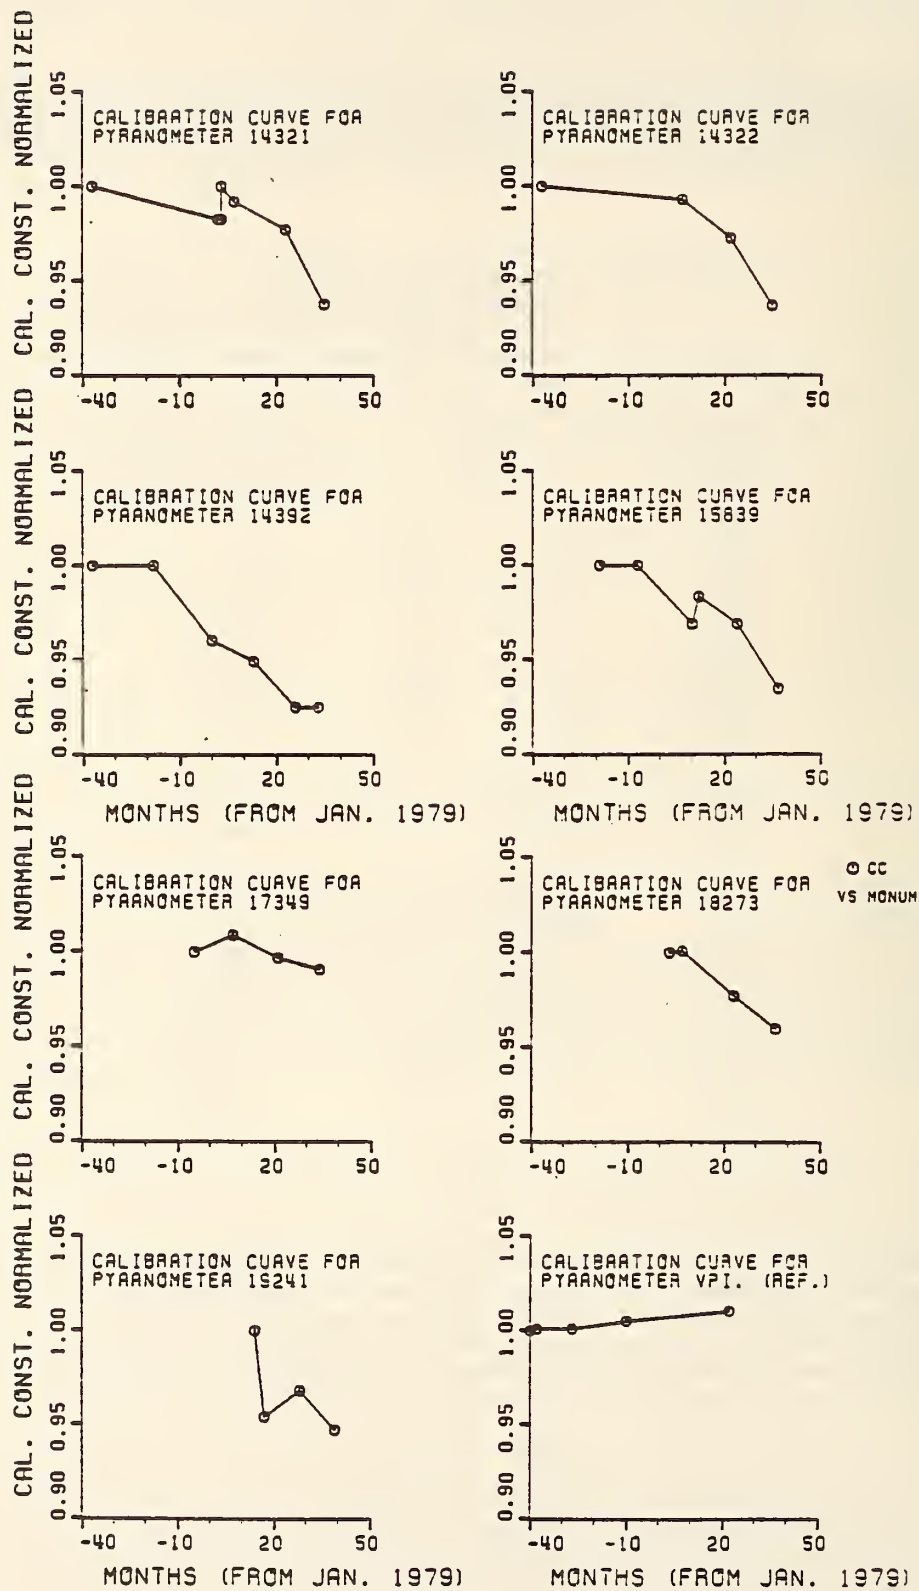 CAL. CONST. NORMALIZED
1.05
1.00
0.95
0.90
CALIBRATION CURVE FOR
PYRANOMETER 14321
-40 -10 20 50
1.05
1.00
0.95
0.90
CALIBRATION CURVE FOR
PYRANOMETER 14322
-40 -10 20 50
CAL. CONST. NORMALIZED
1.05
1.00
0.95
0.90
CALIBRATION CURVE FOR
PYRANOMETER 14392
-40 -10 20 50
MONTHS (FROM JAN. 1979)
1.05
1.00
0.95
0.90
CALIBRATION CURVE FOR
PYRANOMETER 15839
-40 -10 20 50
MONTHS (FROM JAN. 1979)
CAL. CONST. NORMALIZED
1.05
1.00
0.95
0.90
CALIBRATION CURVE FOR
PYRANOMETER 17349
-40 -10 20 50
1.05
1.00
0.95
0.90
CALIBRATION CURVE FOR
PYRANOMETER 18273
-40 -10 20 50
CC
VS MONUM
CAL. CONST. NORMALIZED
1.05
1.00
0.95
0.90
CALIBRATION CURVE FOR
PYRANOMETER 19241
-40 -10 20 50
MONTHS (FROM JAN. 1979)
1.05
1.00
0.95
0.90
CALIBRATION CURVE FOR
PYRANOMETER VPI. (REF.)
-40 -10 20 50
MONTHS (FROM JAN. 1979)